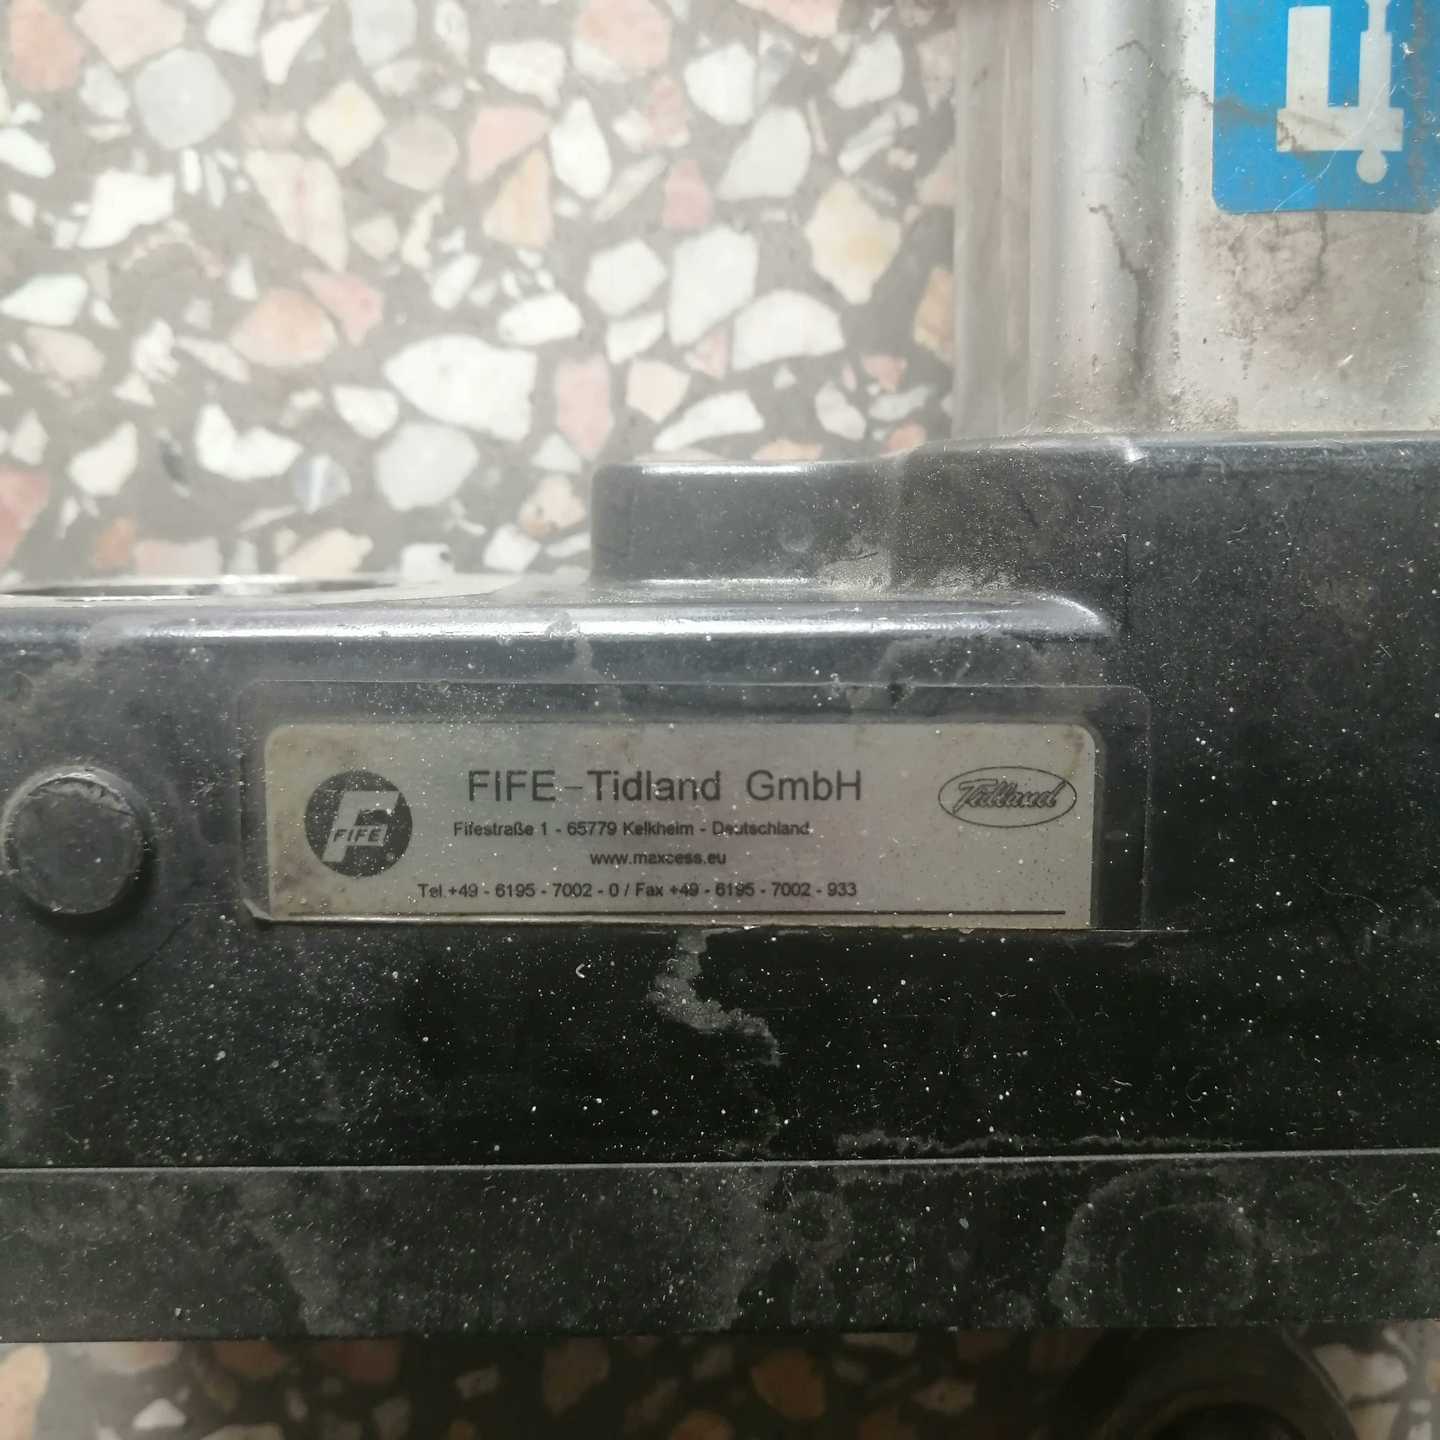 FIFE-Tidland GmbH
FIFE
Tidland
Fifestraße 1 - 65779 Kelkheim - Deutschland
www.maxcess.eu
Tel +49 - 6195 - 7002 - 0 / Fax +49 - 6195 - 7002 - 933